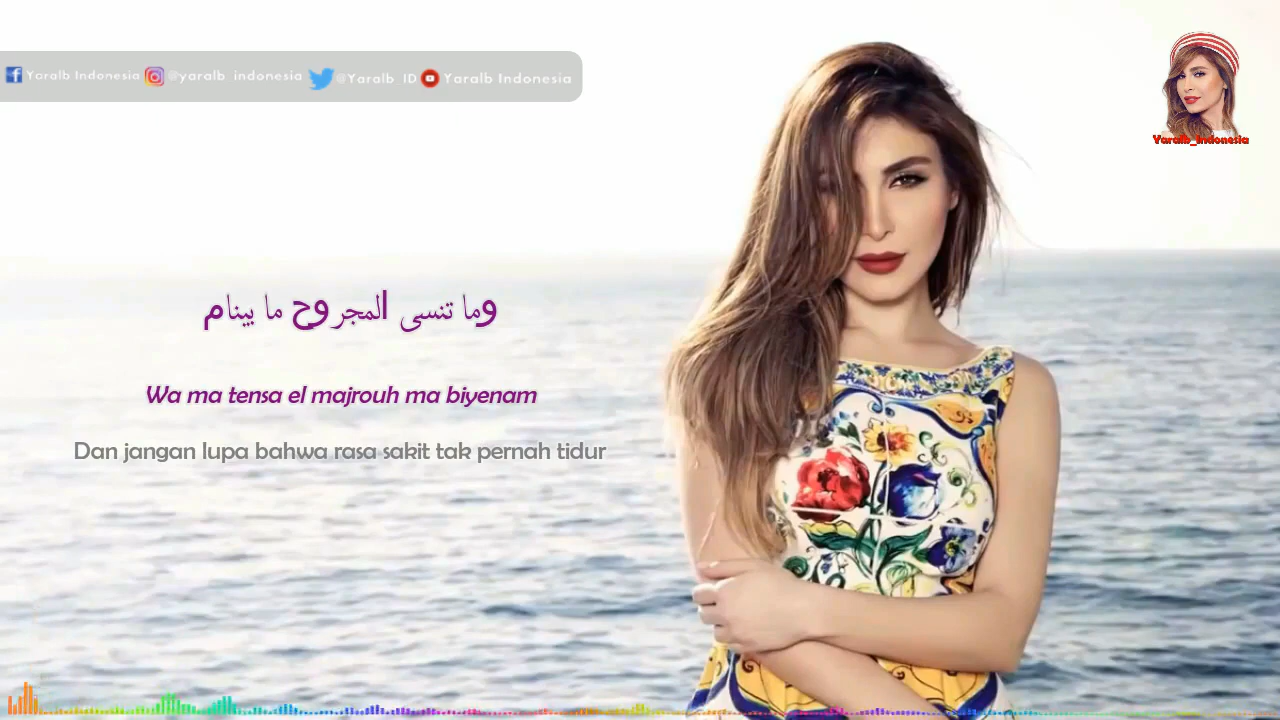 Yaralb Indonesia @yaralb_indonesia @Yaralb_ID Yaralb Indonesia
Yaralb_Indonesia
وما تنسى المجروح ما بينام
Wa ma tensa el majrouh ma biyenam
Dan jangan lupa bahwa rasa sakit tak pernah tidur